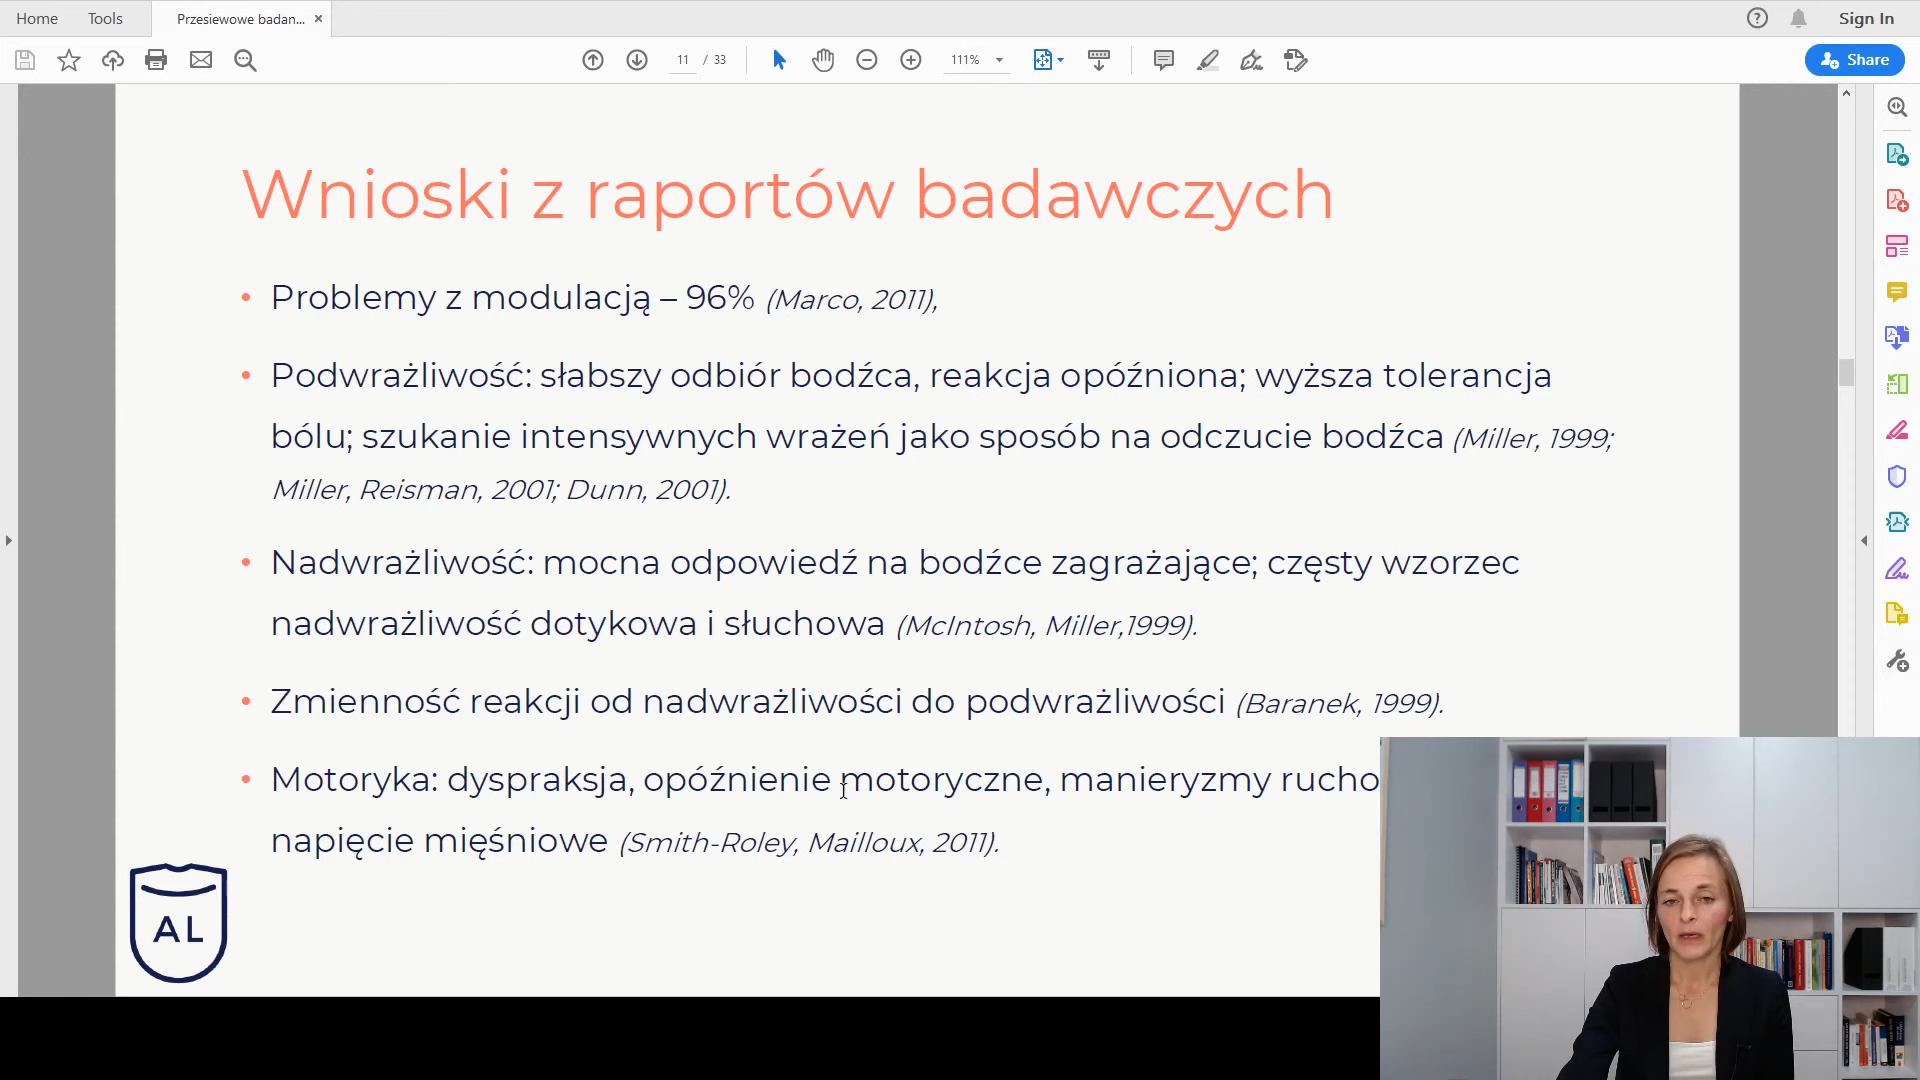 Home
Tools
Przesiewowe badan...
Sign In
11 / 33
111%
Share
Wnioski z raportów badawczych
• Problemy z modulacją – 96% (Marco, 2011),
• Podwrażliwość: słabszy odbiór bodźca, reakcja opóźniona; wyższa tolerancja
bólu; szukanie intensywnych wrażeń jako sposób na odczucie bodźca (Miller, 1999;
Miller, Reisman, 2001; Dunn, 2001).
• Nadwrażliwość: mocna odpowiedź na bodźce zagrażające; częsty wzorzec
nadwrażliwość dotykowa i słuchowa (McIntosh, Miller,1999).
• Zmienność reakcji od nadwrażliwości do podwrażliwości (Baranek, 1999).
• Motoryka: dyspraksja, opóźnienie motoryczne, manieryzmy rucho
napięcie mięśniowe (Smith-Roley, Mailloux, 2011).
AL